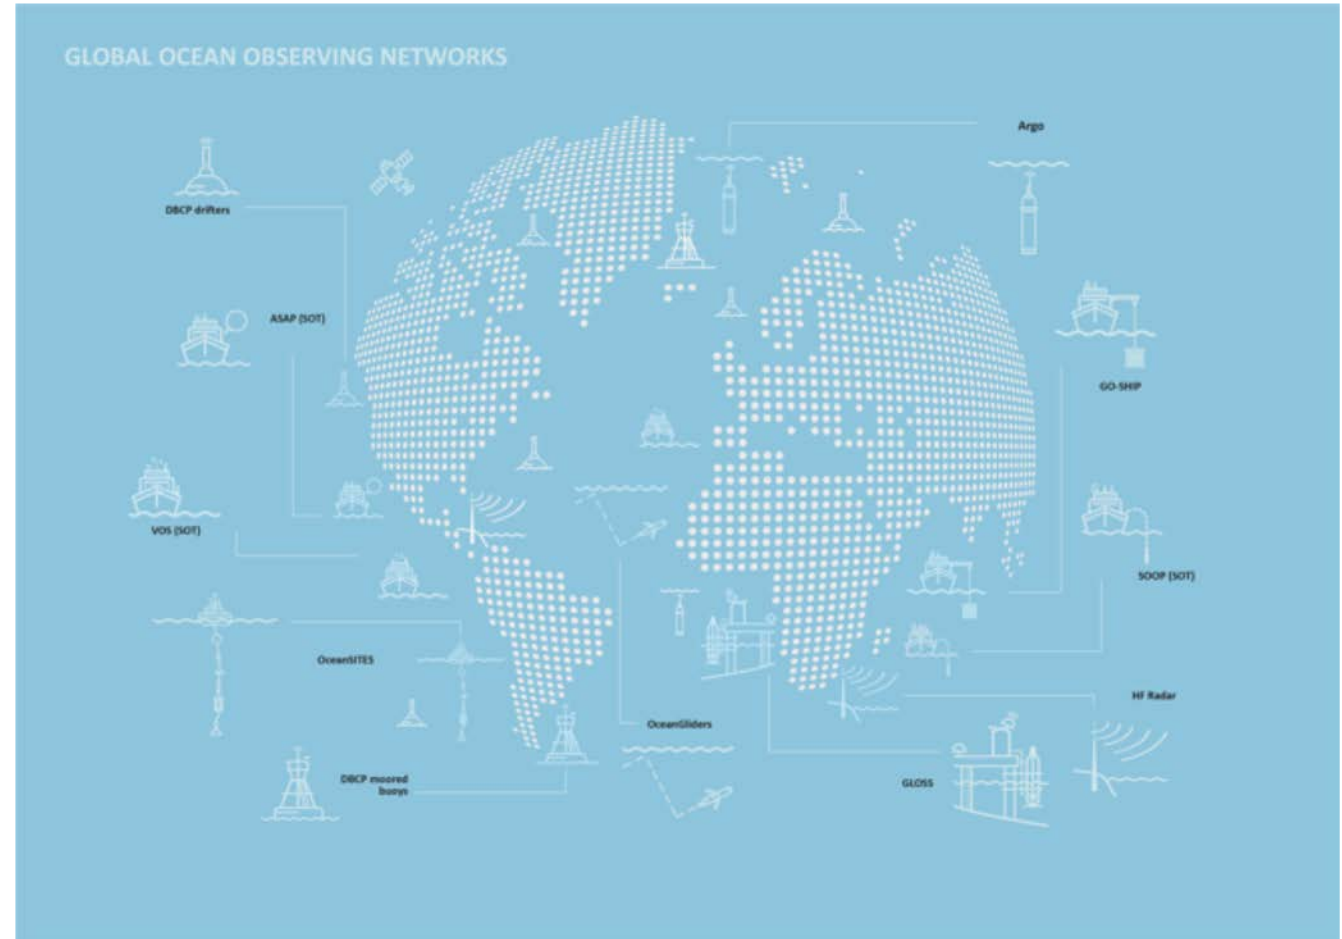 GLOBAL OCEAN OBSERVING NETWORKS
Argo
DBCP drifters
ASAP (SOT)
GO-SHIP
VOS (SOT)
SOOP (SOT)
OceanSITES
HF Radar
OceanGliders
DBCP moored
buoys
GLOSS